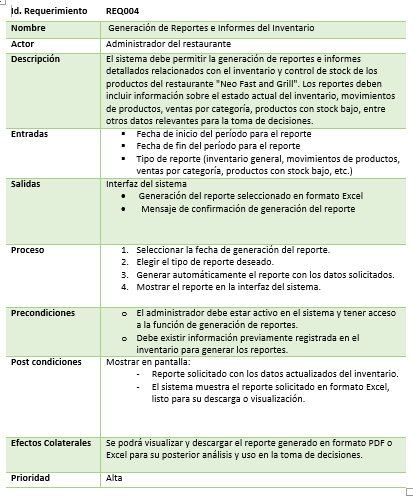 Id. Requerimiento REQ004
Nombre Generación de Reportes e Informes del Inventario
Actor Administrador del restaurante
Descripción El sistema debe permitir la generación de reportes e informes
detallados relacionados con el inventario y control de stock de los
productos del restaurante "Neo Fast and Grill". Los reportes deben
incluir información sobre el estado actual del inventario, movimientos
de productos, ventas por categoría, productos con stock bajo, entre
otros datos relevantes para la toma de decisiones.
Entradas ▪ Fecha de inicio del período para el reporte
▪ Fecha de fin del período para el reporte
▪ Tipo de reporte (inventario general, movimientos de productos,
ventas por categoría, productos con stock bajo, etc.)
Salidas Interfaz del sistema
• Generación del reporte seleccionado en formato Excel
• Mensaje de confirmación de generación del reporte
Proceso 1. Seleccionar la fecha de generación del reporte.
2. Elegir el tipo de reporte deseado.
3. Generar automáticamente el reporte con los datos solicitados.
4. Mostrar el reporte en la interfaz del sistema.
Precondiciones o El administrador debe estar activo en el sistema y tener acceso
a la función de generación de reportes.
o Debe existir información previamente registrada en el
inventario para generar los reportes.
Post condiciones Mostrar en pantalla:
- Reporte solicitado con los datos actualizados del inventario.
- El sistema muestra el reporte solicitado en formato Excel,
listo para su descarga o visualización.
Efectos Colaterales Se podrá visualizar y descargar el reporte generado en formato PDF o
Excel para su posterior análisis y uso en la toma de decisiones.
Prioridad Alta